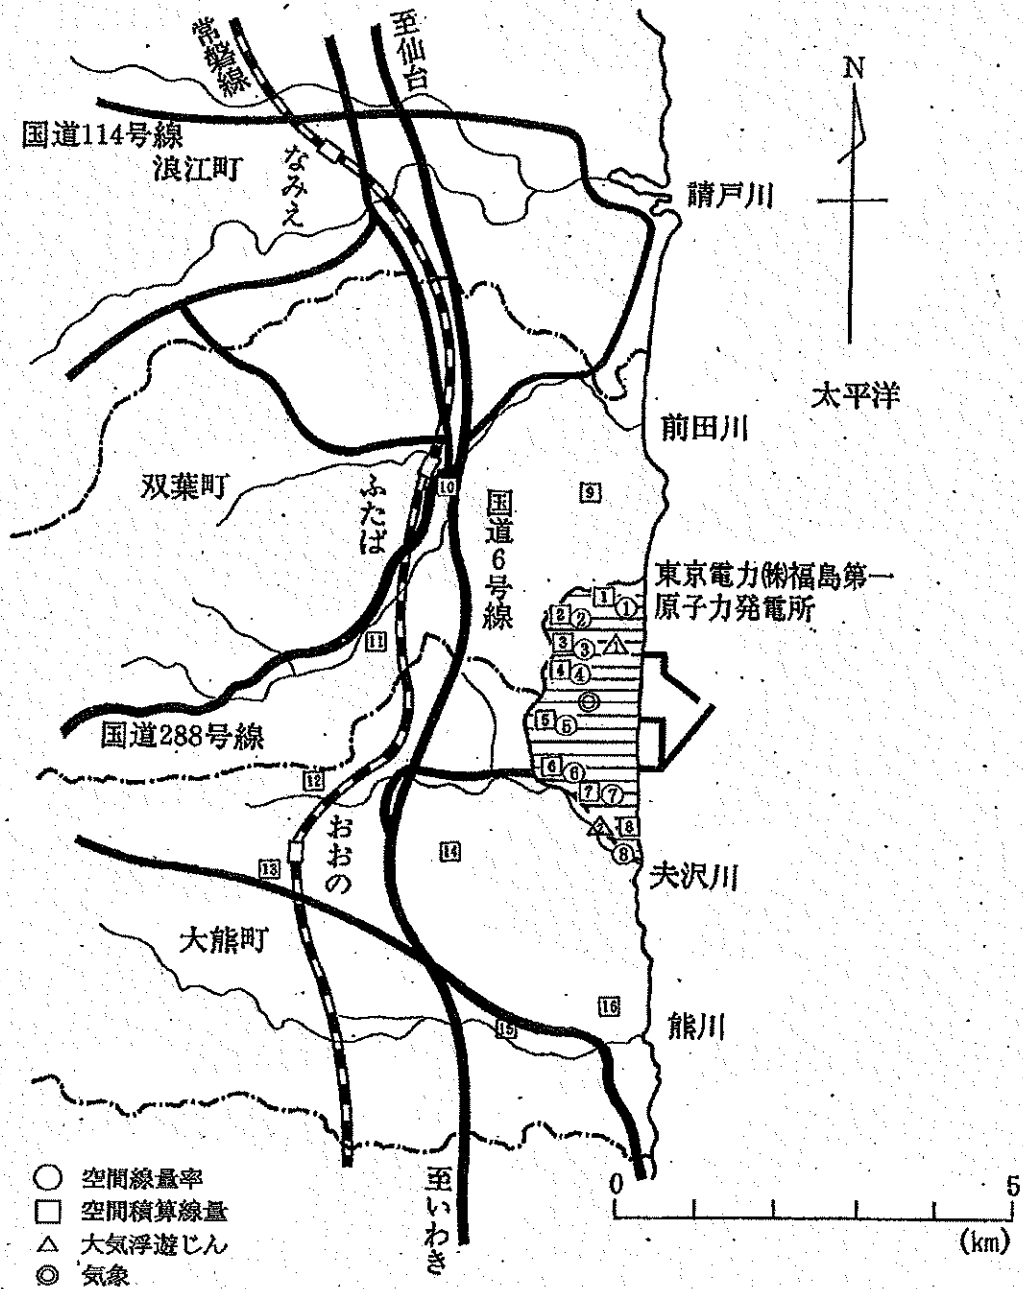 常磐線
至仙台
N
国道114号線
浪江町
なみえ
請戸川
太平洋
前田川
双葉町
ふたば
10
国道6号線
9
東京電力㈱福島第一
原子力発電所
1
1
2
2
3
3
1
4
4
11
5
5
国道288号線
6
6
12
7
7
2
8
8
おおの
14
13
夫沢川
大熊町
16
15
熊川
至いわき
0
5
(km)
○ 空間線量率
□ 空間積算線量
△ 大気浮遊じん
◎ 気象